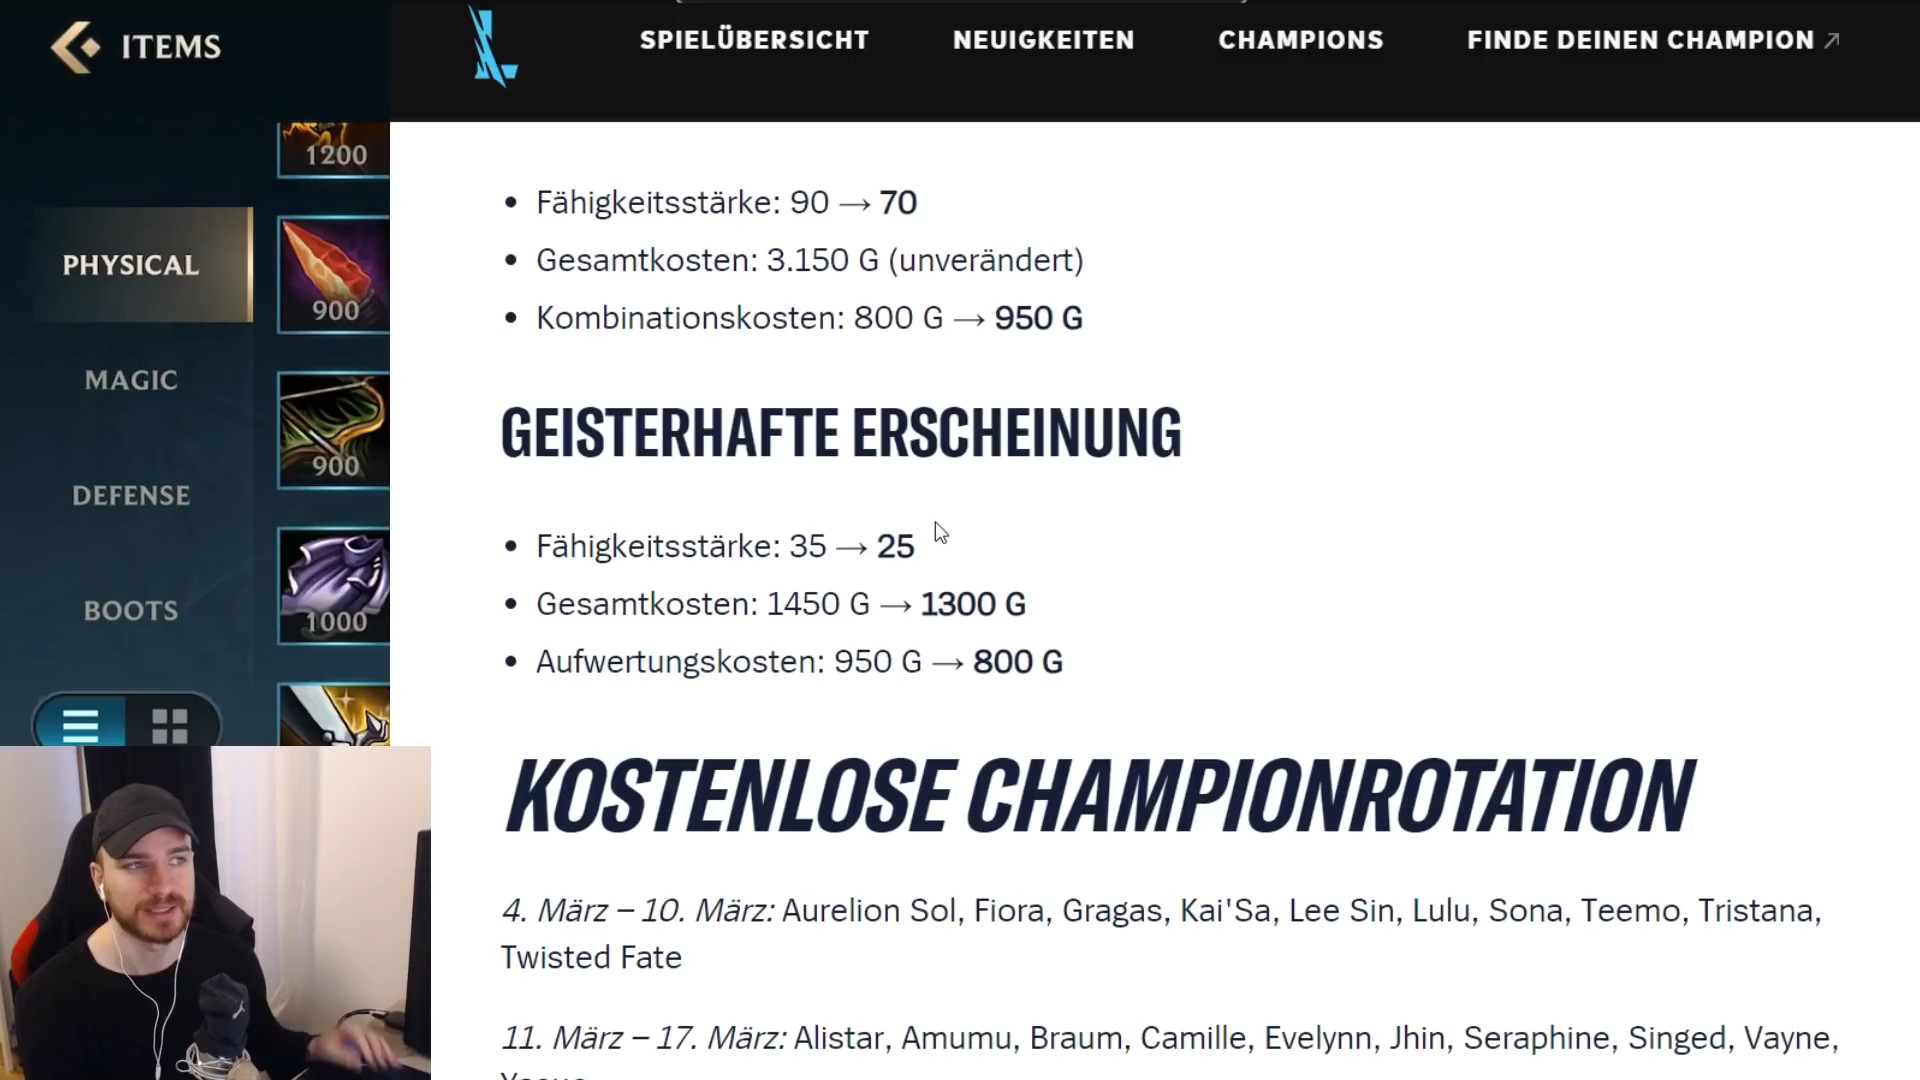 ITEMS
SPIELÜBERSICHT
NEUIGKEITEN
CHAMPIONS
FINDE DEINEN CHAMPION
PHYSICAL
MAGIC
DEFENSE
BOOTS
1200
900
900
1000
• Fähigkeitsstärke: 90 → 70
• Gesamtkosten: 3.150 G (unverändert)
• Kombinationskosten: 800 G → 950 G
GEISTERHAFTE ERSCHEINUNG
• Fähigkeitsstärke: 35 → 25
• Gesamtkosten: 1450 G → 1300 G
• Aufwertungskosten: 950 G → 800 G
KOSTENLOSE CHAMPIONROTATION
4. März – 10. März: Aurelion Sol, Fiora, Gragas, Kai'Sa, Lee Sin, Lulu, Sona, Teemo, Tristana,
Twisted Fate
11. März – 17. März: Alistar, Amumu, Braum, Camille, Evelynn, Jhin, Seraphine, Singed, Vayne,